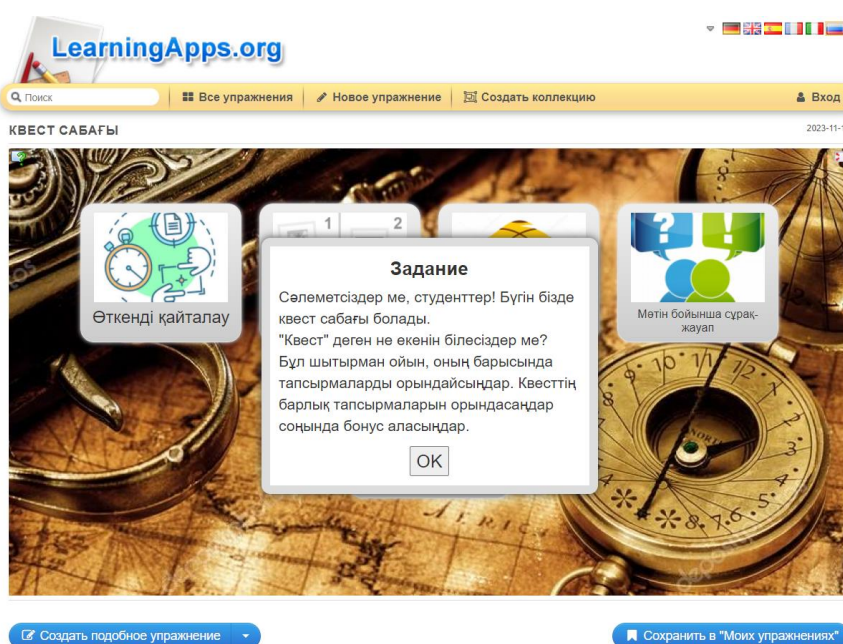 LearningApps.org
Поиск
Все упражнения
Новое упражнение
Создать коллекцию
Вход
КВЕСТ САБАҒЫ
2023-11-1
1 2
Өткенді қайталау
Мәтін бойынша сұрақ-
жауап
Задание
Сәлеметсіздер ме, студенттер! Бүгін бізде
квест сабағы болады.
"Квест" деген не екенін білесіздер ме?
Бұл шытырман ойын, оның барысында
тапсырмаларды орындайсыңдар. Квесттің
барлық тапсырмаларын орындасаңдар
соңында бонус аласыңдар.
OK
Создать подобное упражнение
Сохранить в "Моих упражнениях"